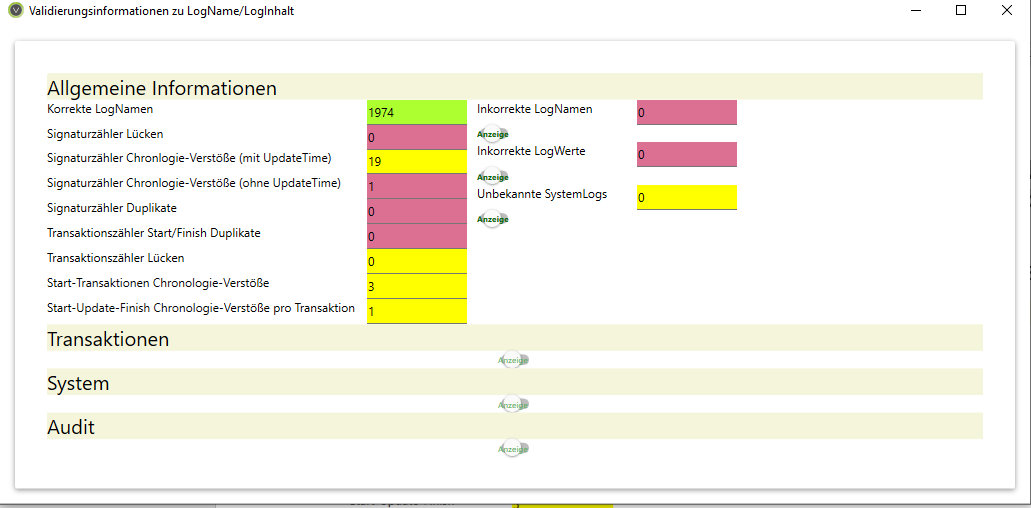 Validierungsinformationen zu LogName/LogInhalt
Allgemeine Informationen
Korrekte LogNamen 1974 Inkorrekte LogNamen 0
Signaturzähler Lücken 0 Anzeige
Signaturzähler Chronlogie-Verstöße (mit UpdateTime) 19 Inkorrekte LogWerte 0
Signaturzähler Chronlogie-Verstöße (ohne UpdateTime) 1 Anzeige
Signaturzähler Duplikate 0 Unbekannte SystemLogs 0
Transaktionszähler Start/Finish Duplikate 0 Anzeige
Transaktionszähler Lücken 0
Start-Transaktionen Chronologie-Verstöße 3
Start-Update-Finish Chronologie-Verstöße pro Transaktion 1
Transaktionen
Anzeige
System
Anzeige
Audit
Anzeige